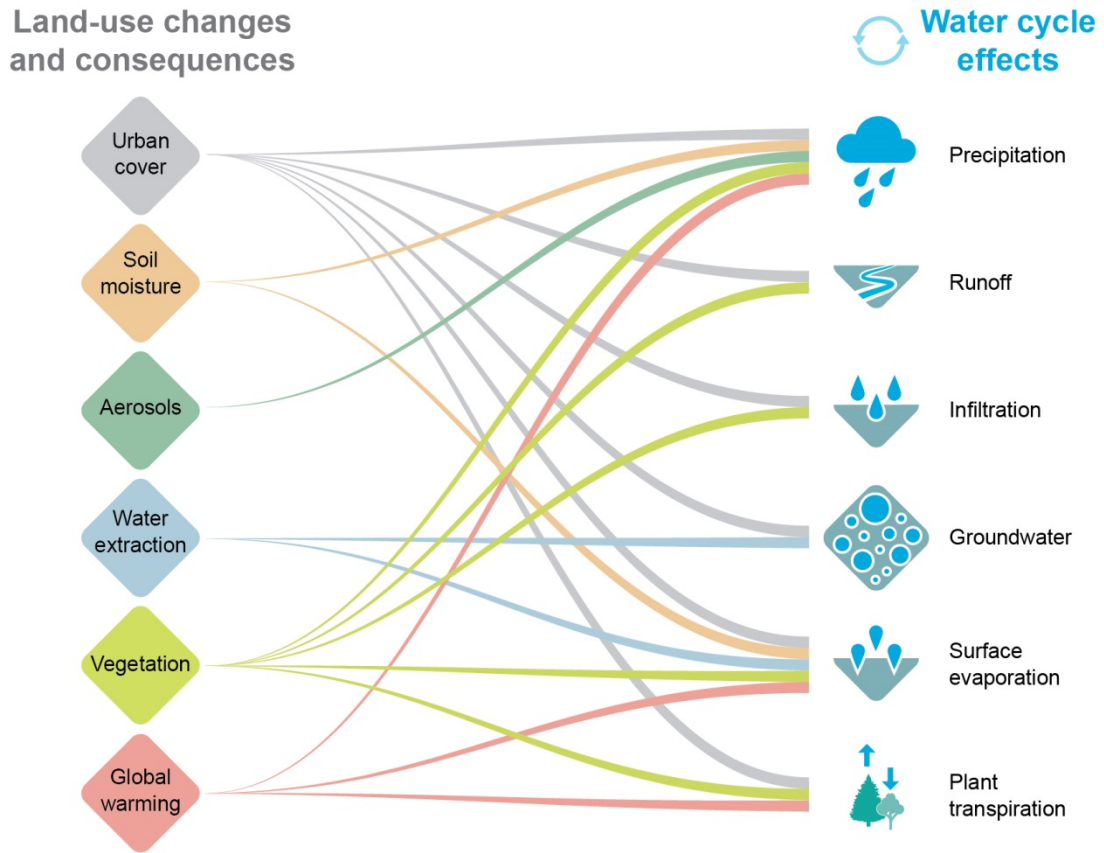 Land-use changes
and consequences
Water cycle
effects
Urban
cover
Soil
moisture
Aerosols
Water
extraction
Vegetation
Global
warming
Precipitation
Runoff
Infiltration
Groundwater
Surface
evaporation
Plant
transpiration